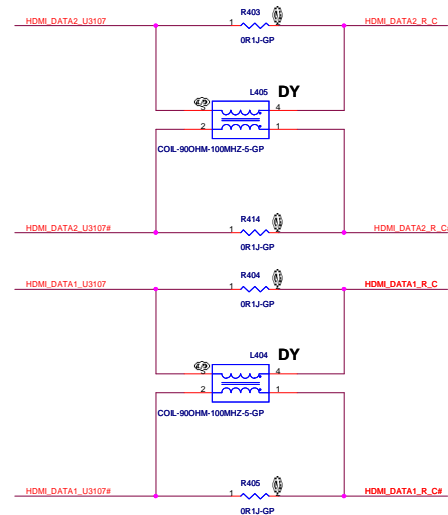 R403
HDMI_DATA2_U3107
1
2
HDMI_DATA2_R_C
0R1J-GP
L405
DY
3
4
2
1
COIL-90OHM-100MHZ-5-GP
R414
HDMI_DATA2_U3107#
1
2
HDMI_DATA2_R_C#
0R1J-GP
R404
HDMI_DATA1_U3107
1
2
HDMI_DATA1_R_C
0R1J-GP
L404
DY
3
4
2
1
COIL-90OHM-100MHZ-5-GP
R405
HDMI_DATA1_U3107#
1
2
HDMI_DATA1_R_C#
0R1J-GP